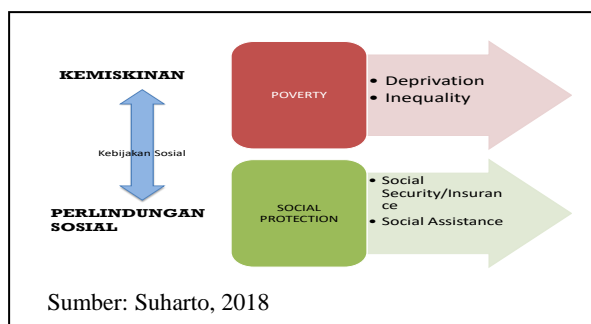 KEMISKINAN
Kebijakan Sosial
PERLINDUNGAN
SOSIAL
POVERTY
• Deprivation
• Inequality
SOCIAL
PROTECTION
• Social
Security/Insuran
ce
• Social Assistance
Sumber: Suharto, 2018